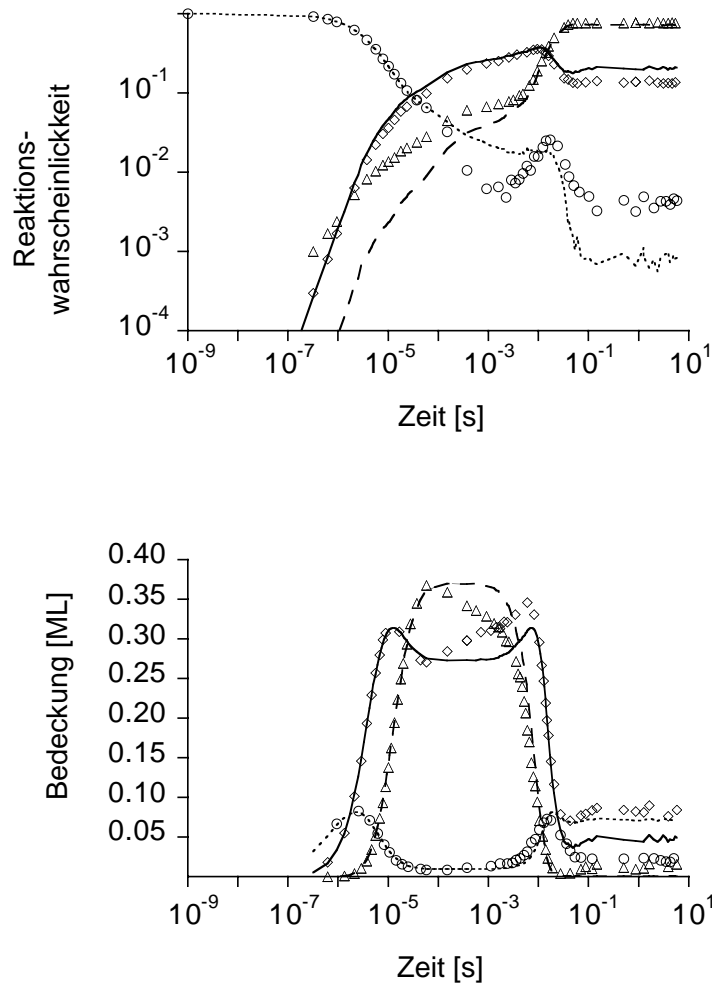 10^-1
10^-2
10^-3
10^-4
Reaktions-
wahrscheinlickkeit
10^-9 10^-7 10^-5 10^-3 10^-1 10^1
Zeit [s]
0.40
0.35
0.30
0.25
0.20
0.15
0.10
0.05
Bedeckung [ML]
10^-9 10^-7 10^-5 10^-3 10^-1 10^1
Zeit [s]